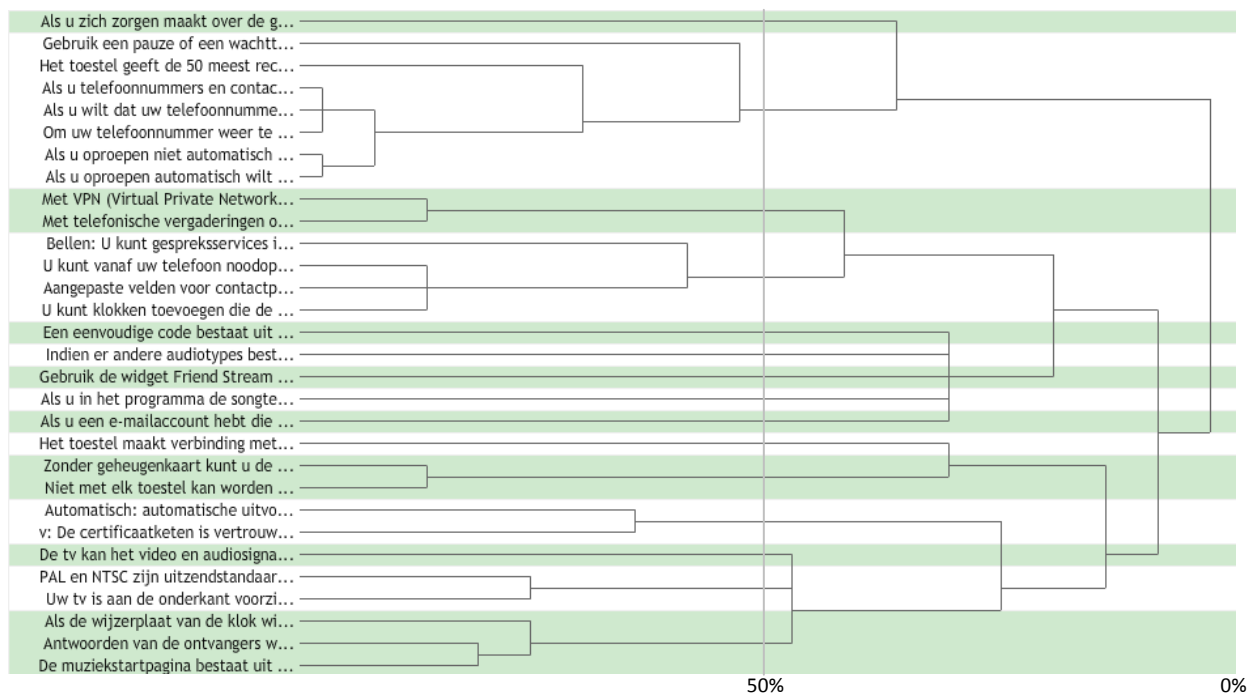 Als u zich zorgen maakt over de g...
Gebruik een pauze of een wachtt...
Het toestel geeft de 50 meest rec...
Als u telefoonnummers en contac...
Als u wilt dat uw telefoonnumme...
Om uw telefoonnummer weer te ...
Als u oproepen niet automatisch ...
Als u oproepen automatisch wilt ...
Met VPN (Virtual Private Network...
Met telefonische vergaderingen o...
Bellen: U kunt gespreksservices i...
U kunt vanaf uw telefoon noodop...
Aangepaste velden voor contactp...
U kunt klokken toevoegen die de ...
Een eenvoudige code bestaat uit ...
Indien er andere audiotypes best...
Gebruik de widget Friend Stream ...
Als u in het programma de songte...
Als u een e-mailaccount hebt die ...
Het toestel maakt verbinding met...
Zonder geheugenkaart kunt u de ...
Niet met elk toestel kan worden ...
Automatisch: automatische uitvo...
v: De certificaatketen is vertrouw...
De tv kan het video en audiosigna...
PAL en NTSC zijn uitzendstandaar...
Uw tv is aan de onderkant voorzi...
Als de wijzerplaat van de klok wi...
Antwoorden van de ontvangers w...
De muziekstartpagina bestaat uit ...
50% 0%